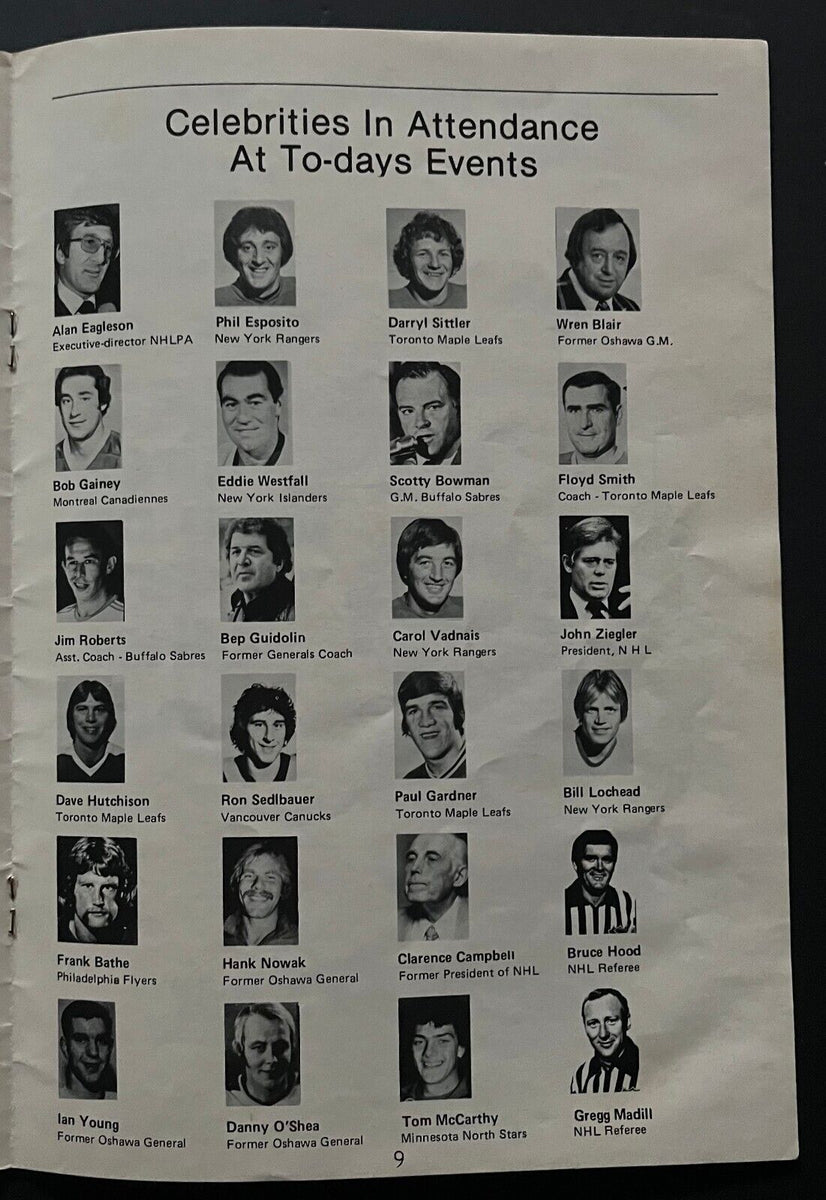 Celebrities In Attendance
At To-days Events
Alan Eagleson
Executive-director NHLPA
Phil Esposito
New York Rangers
Darryl Sittler
Toronto Maple Leafs
Wren Blair
Former Oshawa G.M.
Bob Gainey
Montreal Canadiennes
Eddie Westfall
New York Islanders
Scotty Bowman
G.M. Buffalo Sabres
Floyd Smith
Coach - Toronto Maple Leafs
Jim Roberts
Asst. Coach - Buffalo Sabres
Bep Guidolin
Former Generals Coach
Carol Vadnais
New York Rangers
John Ziegler
President, N H L
Dave Hutchison
Toronto Maple Leafs
Ron Sedlbauer
Vancouver Canucks
Paul Gardner
Toronto Maple Leafs
Bill Lochead
New York Rangers
Frank Bathe
Philadelphia Flyers
Hank Nowak
Former Oshawa General
Clarence Campbell
Former President of NHL
Bruce Hood
NHL Referee
Ian Young
Former Oshawa General
Danny O'Shea
Former Oshawa General
Tom McCarthy
Minnesota North Stars
Gregg Madill
NHL Referee
9